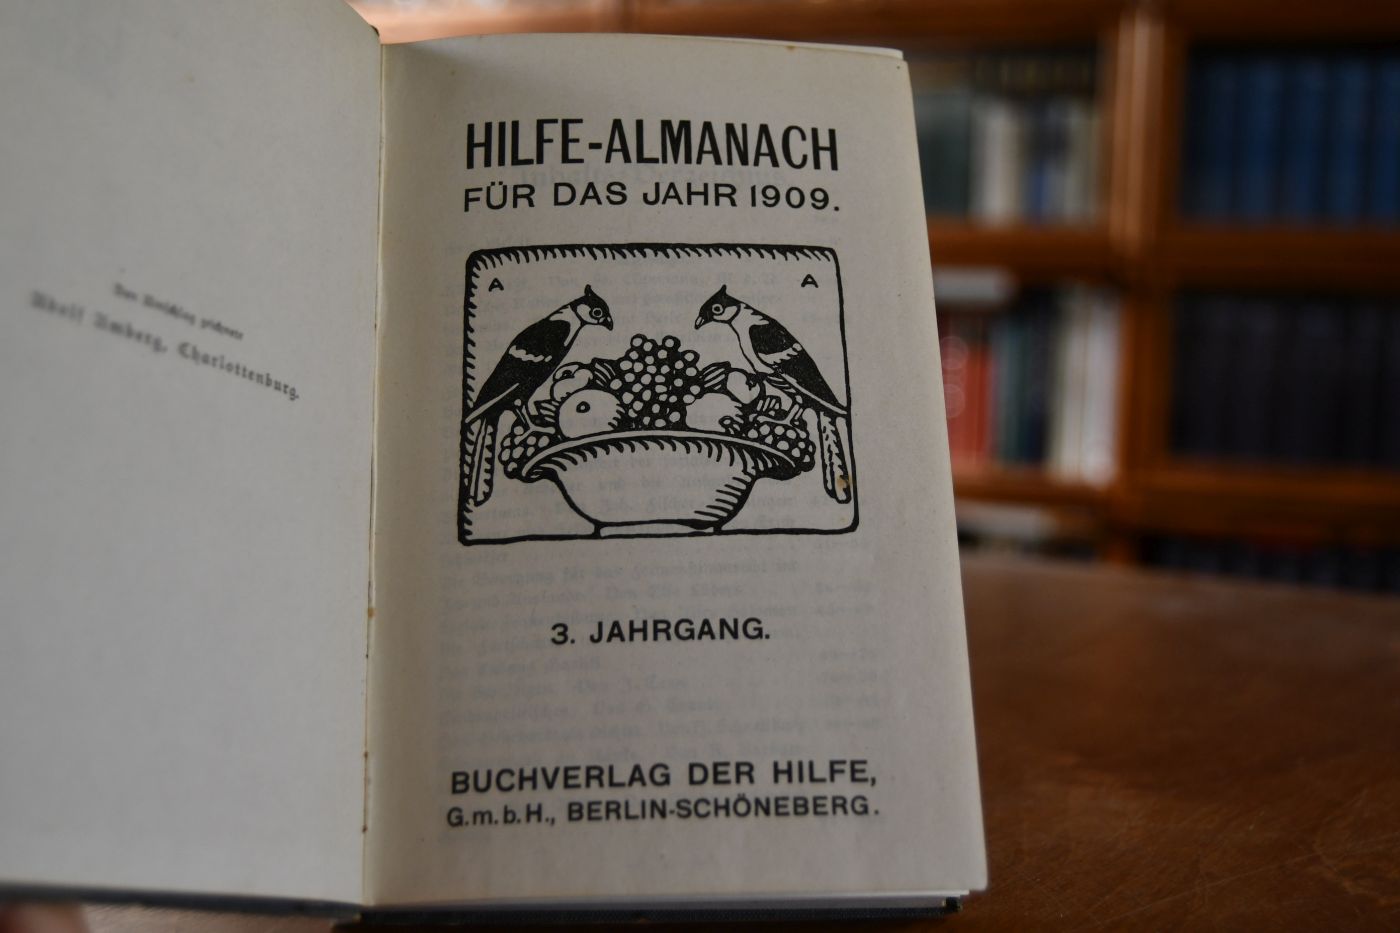 Den Umschlag zeichnete
Adolf Amberg, Charlottenburg.
HILFE-ALMANACH
FÜR DAS JAHR 1909.
A A
3. JAHRGANG.
BUCHVERLAG DER HILFE,
G.m.b.H., BERLIN-SCHÖNEBERG.